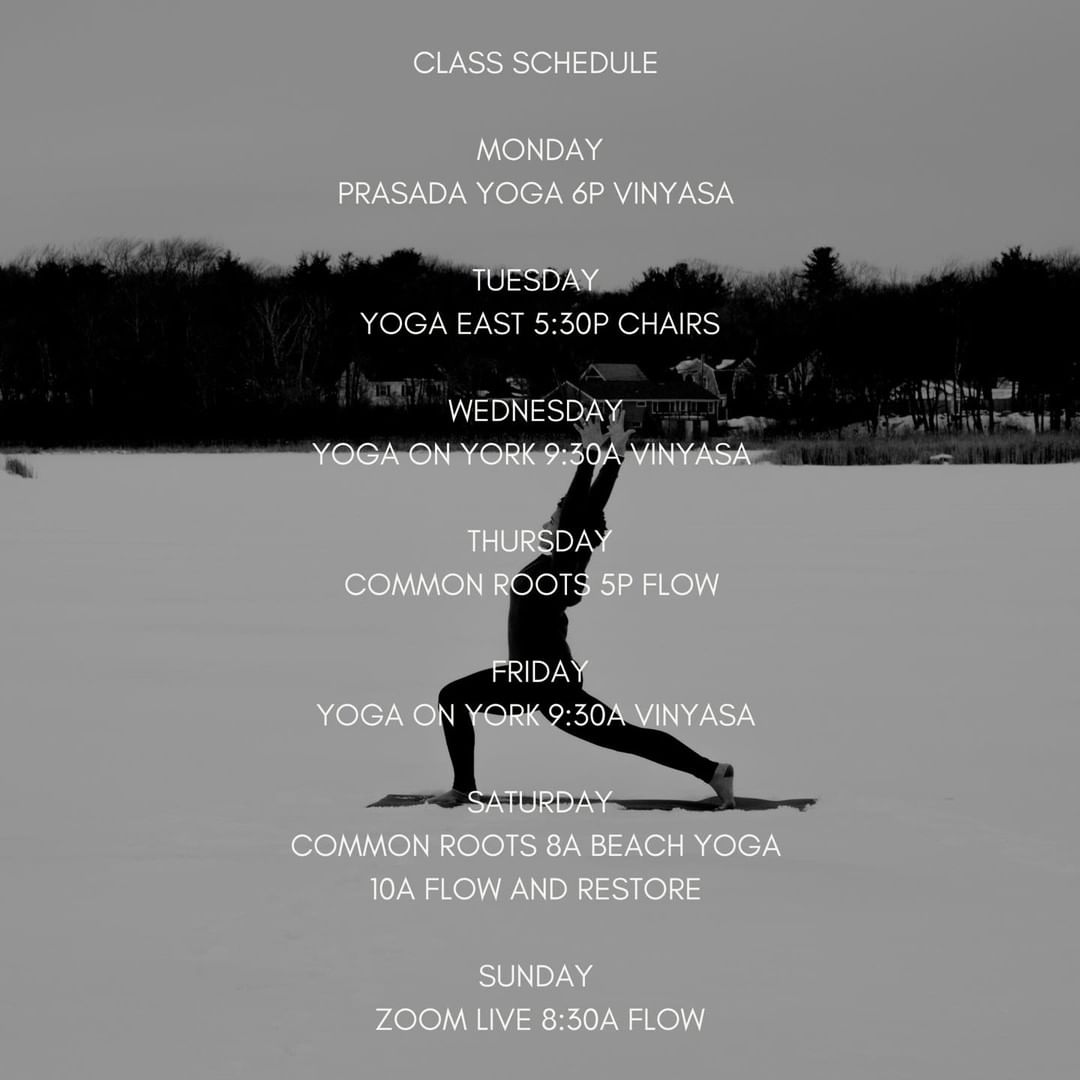 CLASS SCHEDULE
MONDAY
PRASADA YOGA 6P VINYASA
TUESDAY
YOGA EAST 5:30P CHAIRS
WEDNESDAY
YOGA ON YORK 9:30A VINYASA
THURSDAY
COMMON ROOTS 5P FLOW
FRIDAY
YOGA ON YORK 9:30A VINYASA
SATURDAY
COMMON ROOTS 8A BEACH YOGA
10A FLOW AND RESTORE
SUNDAY
ZOOM LIVE 8:30A FLOW